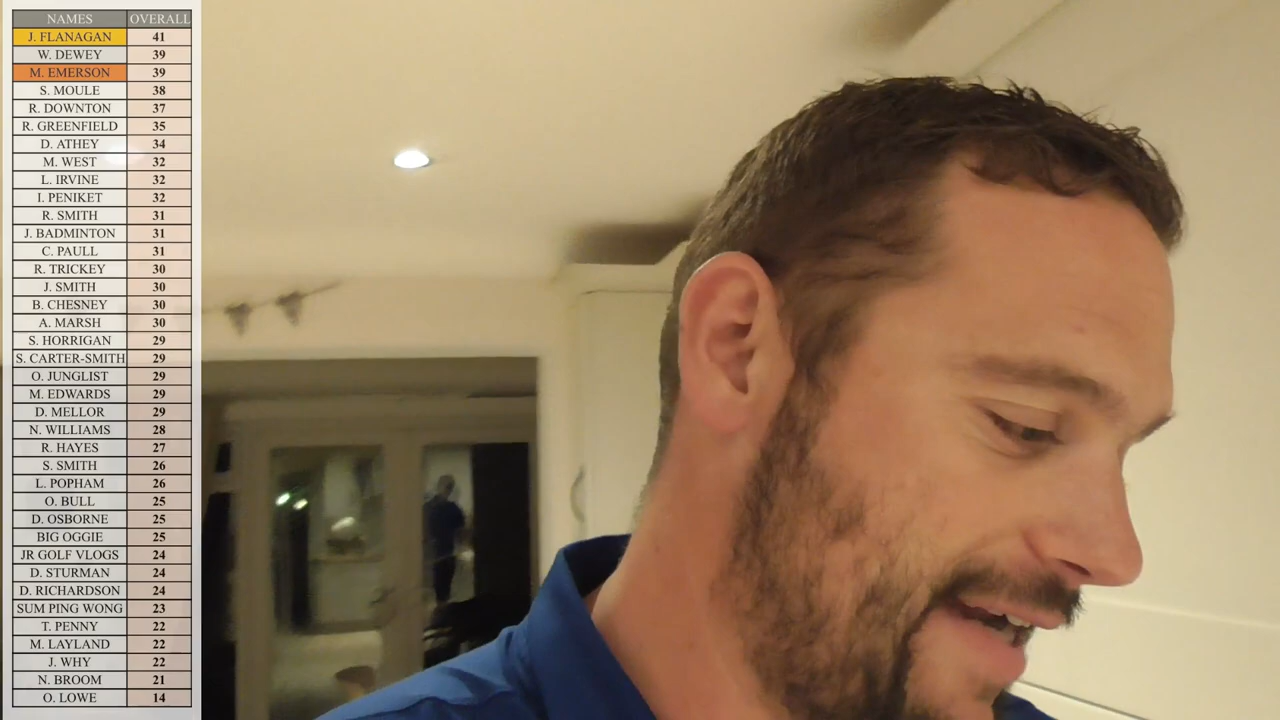 NAMES OVERALL
J. FLANAGAN 41
W. DEWEY 39
M. EMERSON 39
S. MOULE 38
R. DOWNTON 37
R. GREENFIELD 35
D. ATHEY 34
M. WEST 32
L. IRVINE 32
I. PENIKET 32
R. SMITH 31
J. BADMINTON 31
C. PAULL 31
R. TRICKEY 30
J. SMITH 30
B. CHESNEY 30
A. MARSH 30
S. HORRIGAN 29
S. CARTER-SMITH 29
O. JUNGLIST 29
M. EDWARDS 29
D. MELLOR 29
N. WILLIAMS 28
R. HAYES 27
S. SMITH 26
L. POPHAM 26
O. BULL 25
D. OSBORNE 25
BIG OGGIE 25
JR GOLF VLOGS 24
D. STURMAN 24
D. RICHARDSON 24
SUM PING WONG 23
T. PENNY 22
M. LAYLAND 22
J. WHY 22
N. BROOM 21
O. LOWE 14